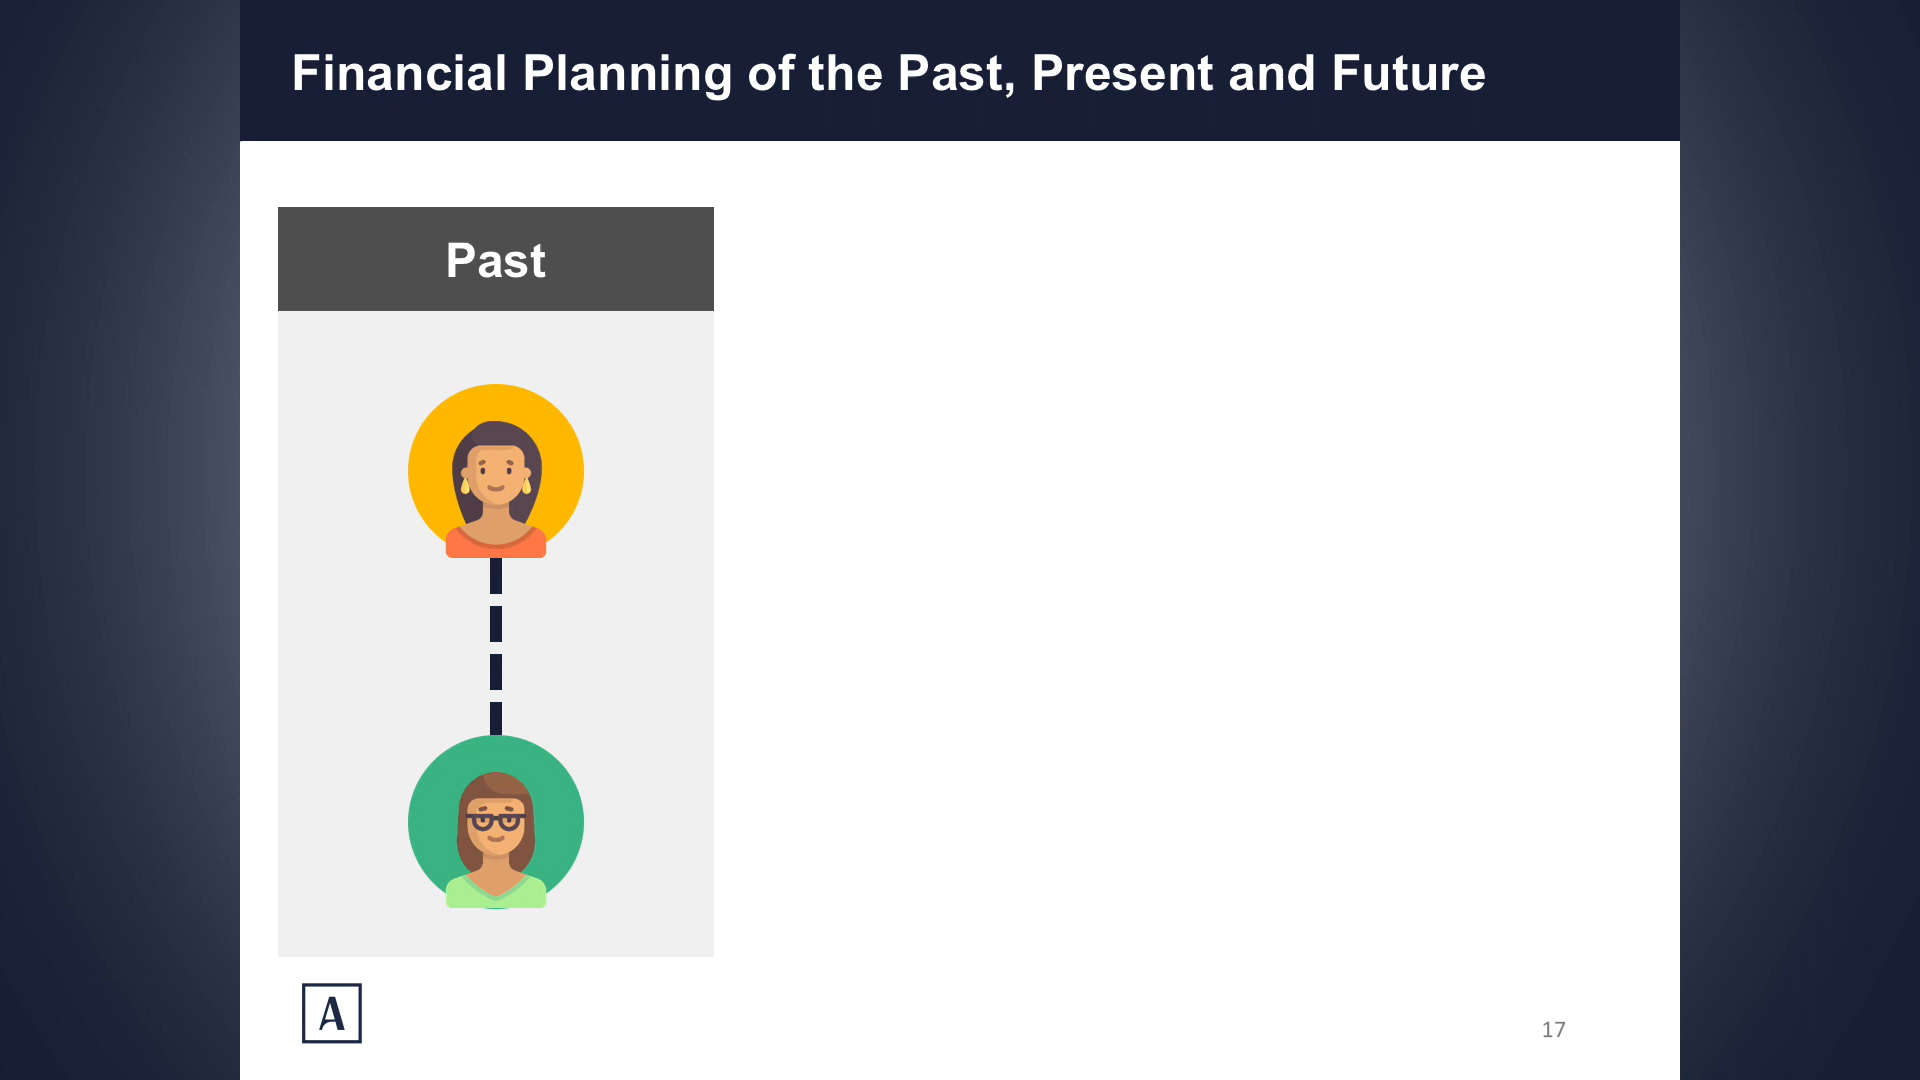 Financial Planning of the Past, Present and Future
Past
A
17